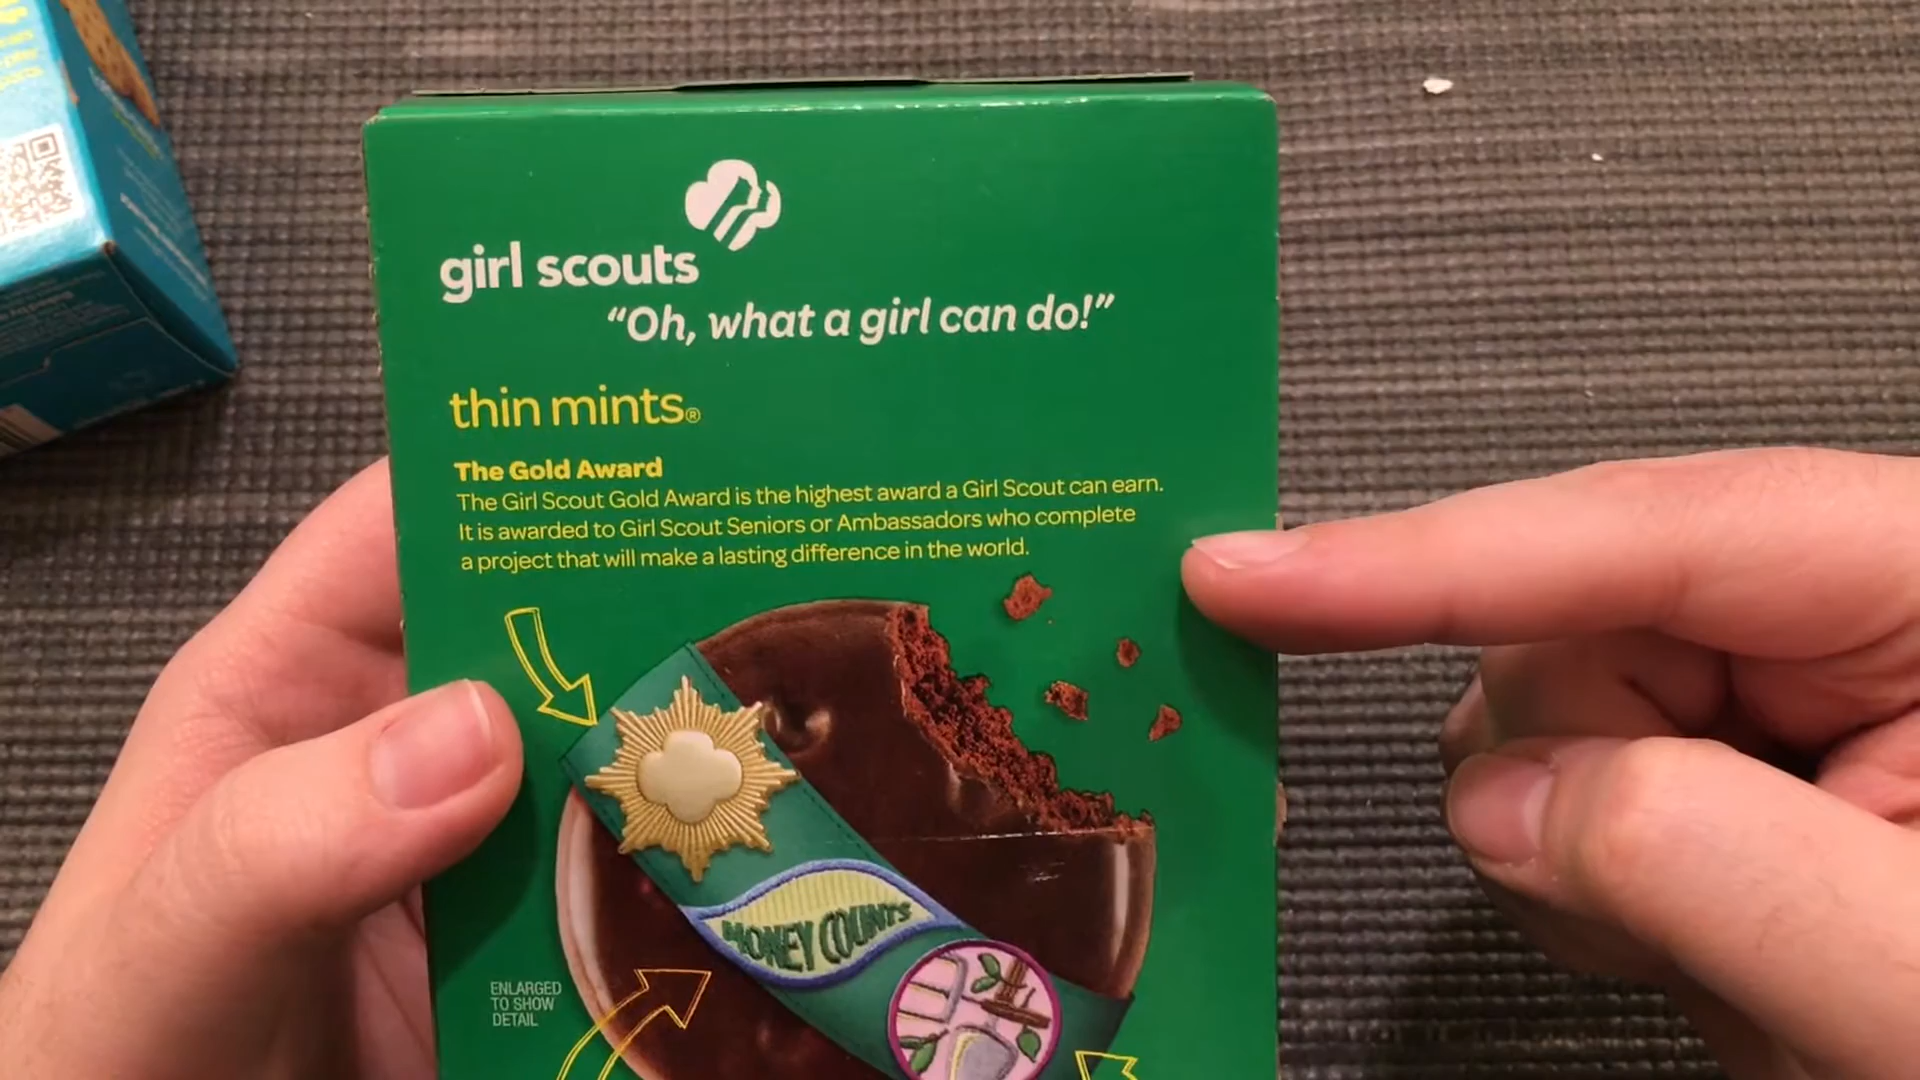 girl scouts
“Oh, what a girl can do!”
thin mints®
The Gold Award
The Girl Scout Gold Award is the highest award a Girl Scout can earn.
It is awarded to Girl Scout Seniors or Ambassadors who complete
a project that will make a lasting difference in the world.
MONEY COUNTS
ENLARGED
TO SHOW
DETAIL